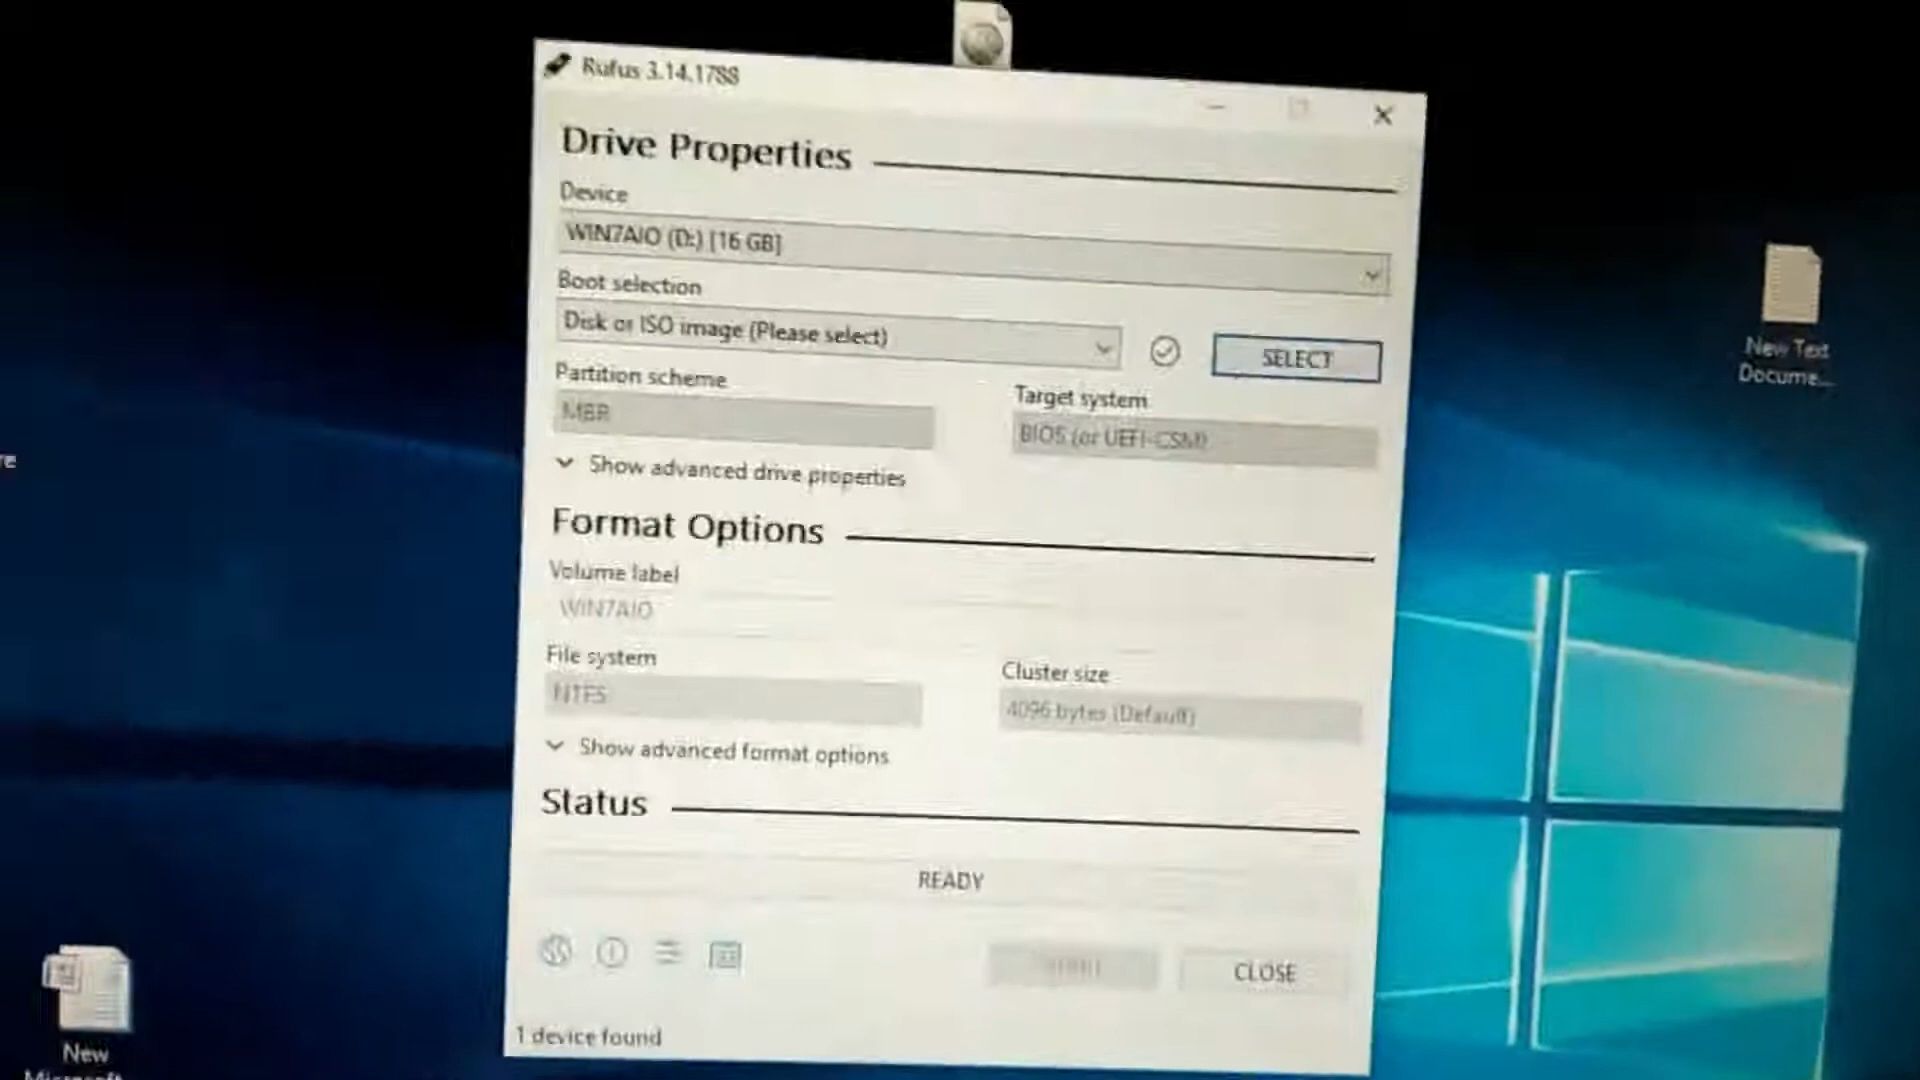 Rufus 3.14.1788
Drive Properties
Device
WIN7AIO (D:) [16 GB]
Boot selection
Disk or ISO image (Please select)
SELECT
Partition scheme
Target system
MBR
BIOS (or UEFI-CSM)
Show advanced drive properties
Format Options
Volume label
WIN7AIO
File system
Cluster size
NTFS
4096 bytes (Default)
Show advanced format options
Status
READY
CLOSE
1 device found
New Text
Docume...
re
New
Microsoft